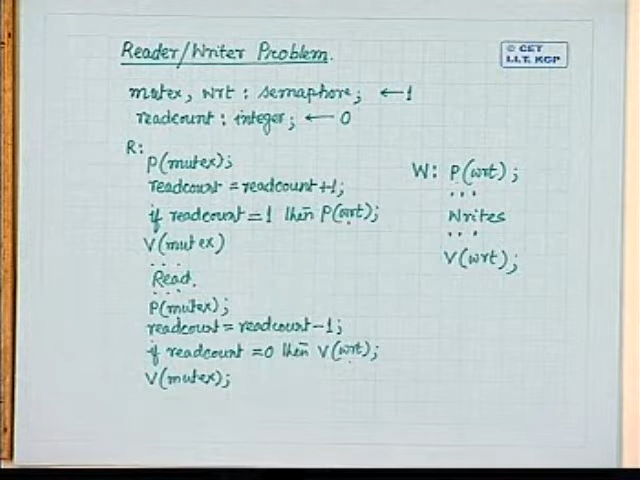 Reader/Writer Problem.
© CET
I.I.T. KGP
mutex, wrt : semaphore; ← 1
readcount : integer; ← 0
R:
P(mutex);
readcount = readcount+1;
if readcount = 1 then P(wrt);
V(mutex)
...
Read.
...
P(mutex);
readcount = readcount-1;
if readcount = 0 then V(wrt);
V(mutex);
W: P(wrt);
...
Writes
...
V(wrt);